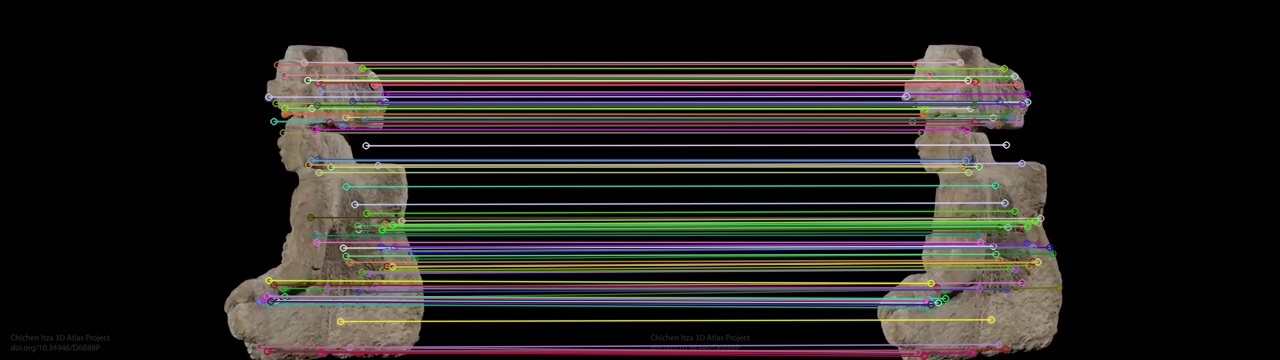 Chichen Itza 3D Atlas Project
doi.org/10.34946/D6888P
Chichen Itza 3D Atlas Project